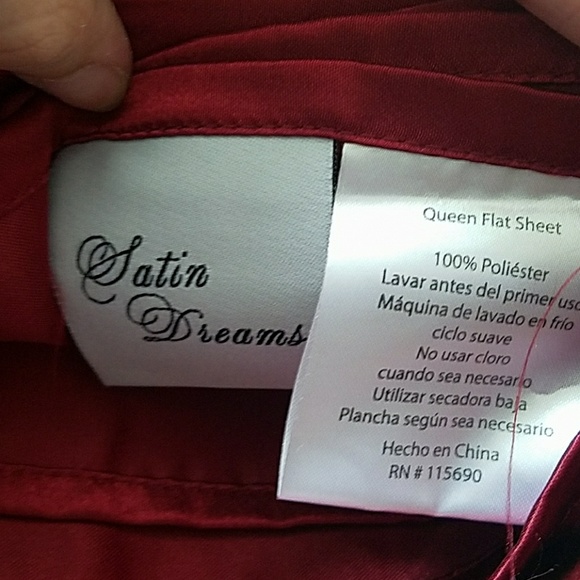 Satin
Dreams
Queen Flat Sheet
100% Poliéster
Lavar antes del primer uso
Máquina de lavado en frío
ciclo suave
No usar cloro
cuando sea necesario
Utilizar secadora baja
Plancha según sea necesario
Hecho en China
RN # 115690